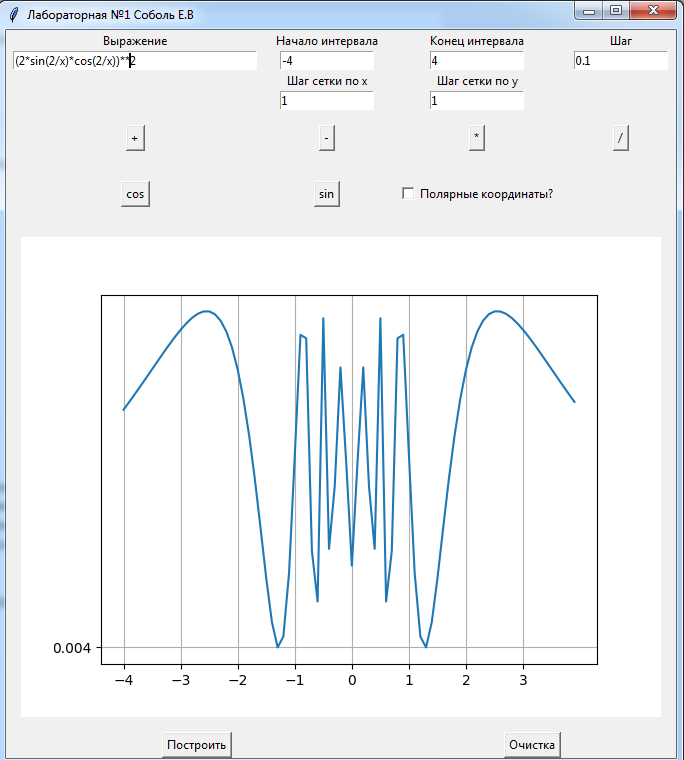 Лабораторная №1 Соболь Е.В
Выражение Начало интервала Конец интервала Шаг
(2*sin(2/x)*cos(2/x))**2 -4 4 0.1
Шаг сетки по x Шаг сетки по y
1 1
+ - * /
cos sin Полярные координаты?
0.004
−4 −3 −2 −1 0 1 2 3
Построить Очистка